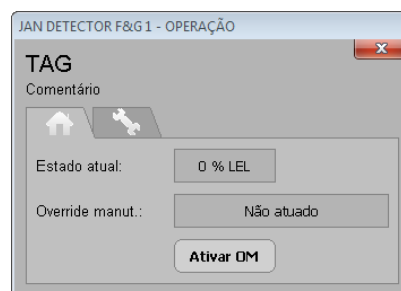 JAN DETECTOR F&G 1 - OPERAÇÃO
x
TAG
Comentário
Estado atual: 0 % LEL
Override manut.: Não atuado
Ativar OM